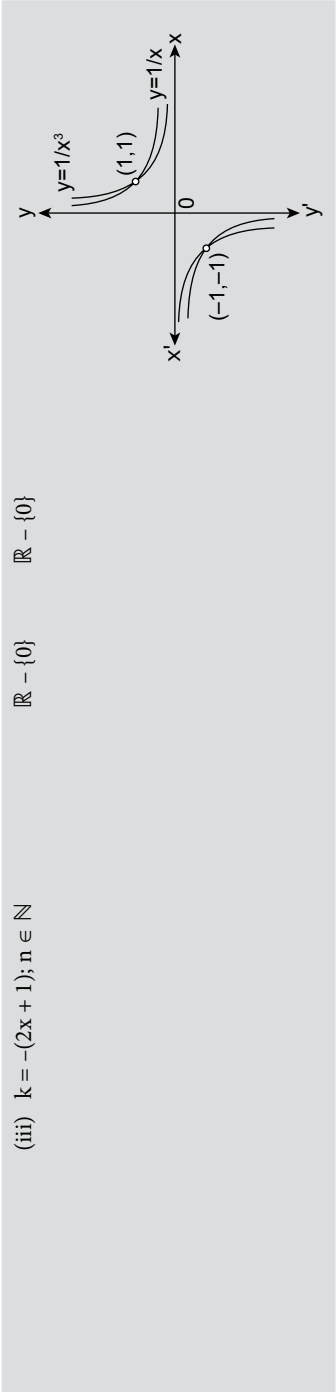 (iii) k = −(2x + 1); n ∈ ℕ
ℝ − {0}
ℝ − {0}
y
y=1/x³
(1,1)
y=1/x
x'
0
x
(−1,−1)
y'